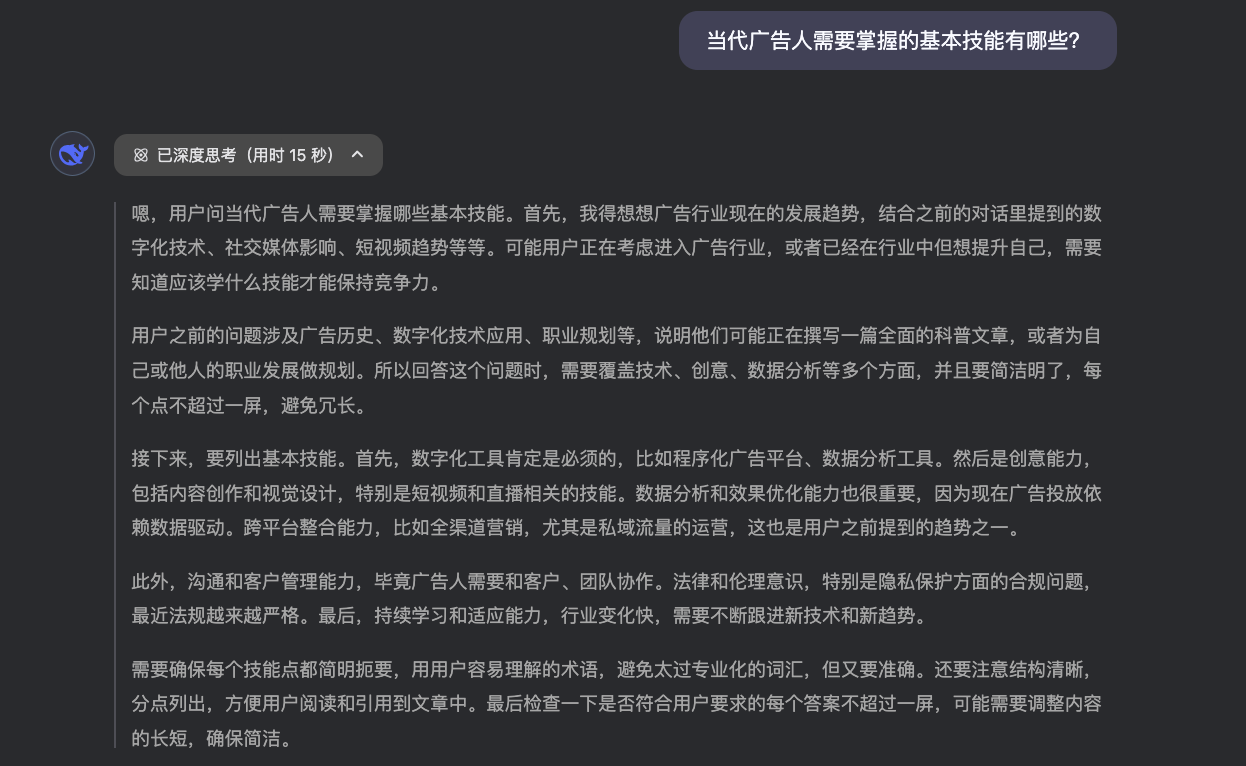 当代广告人需要掌握的基本技能有哪些?
已深度思考（用时 15 秒）
嗯，用户问当代广告人需要掌握哪些基本技能。首先，我得想想广告行业现在的发展趋势，结合之前的对话里提到的数
字化技术、社交媒体影响、短视频趋势等等。可能用户正在考虑进入广告行业，或者已经在行业中但想提升自己，需要
知道应该学什么技能才能保持竞争力。
用户之前的问题涉及广告历史、数字化技术应用、职业规划等，说明他们可能正在撰写一篇全面的科普文章，或者为自
己或他人的职业发展做规划。所以回答这个问题时，需要覆盖技术、创意、数据分析等多个方面，并且要简洁明了，每
个点不超过一屏，避免冗长。
接下来，要列出基本技能。首先，数字化工具肯定是必须的，比如程序化广告平台、数据分析工具。然后是创意能力，
包括内容创作和视觉设计，特别是短视频和直播相关的技能。数据分析和效果优化能力也很重要，因为现在广告投放依
赖数据驱动。跨平台整合能力，比如全渠道营销，尤其是私域流量的运营，这也是用户之前提到的趋势之一。
此外，沟通和客户管理能力，毕竟广告人需要和客户、团队协作。法律和伦理意识，特别是隐私保护方面的合规问题，
最近法规越来越严格。最后，持续学习和适应能力，行业变化快，需要不断跟进新技术和新趋势。
需要确保每个技能点都简明扼要，用用户容易理解的术语，避免太过专业化的词汇，但又要准确。还要注意结构清晰，
分点列出，方便用户阅读和引用到文章中。最后检查一下是否符合用户要求的每个答案不超过一屏，可能需要调整内容
的长短，确保简洁。